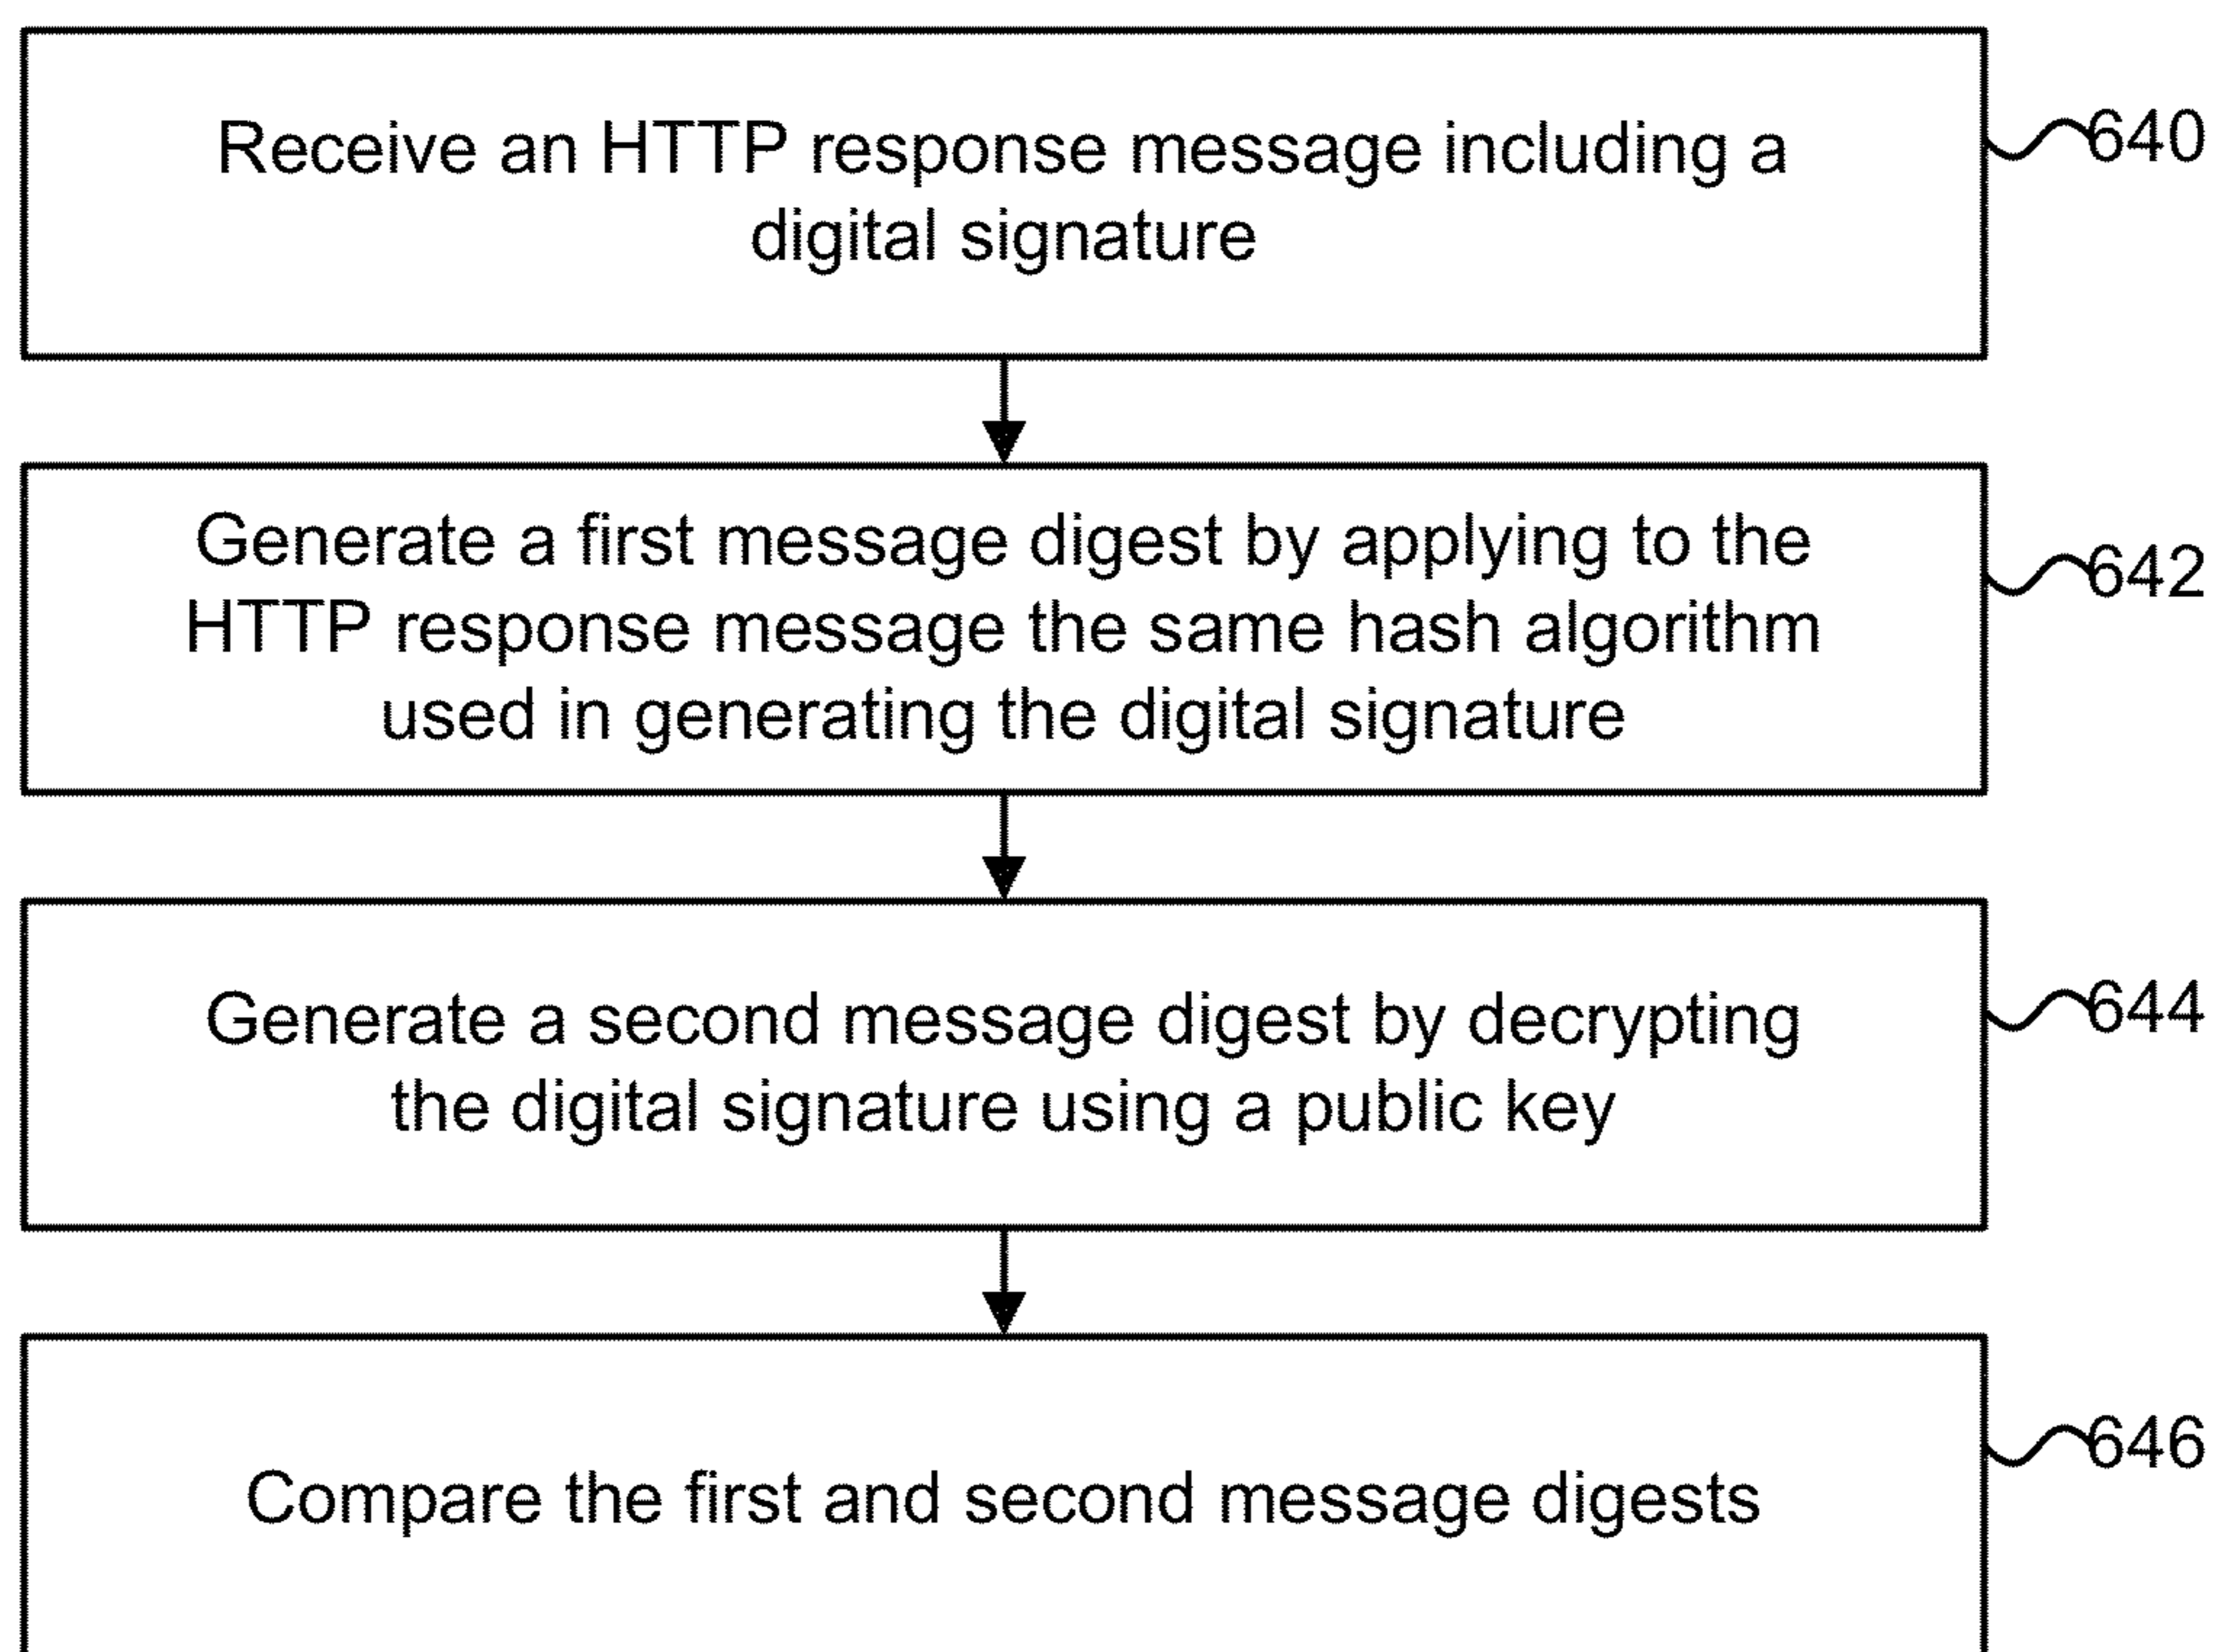 Receive an HTTP response message including a
digital signature
640
Generate a first message digest by applying to the
HTTP response message the same hash algorithm
used in generating the digital signature
642
Generate a second message digest by decrypting
the digital signature using a public key
644
Compare the first and second message digests
646